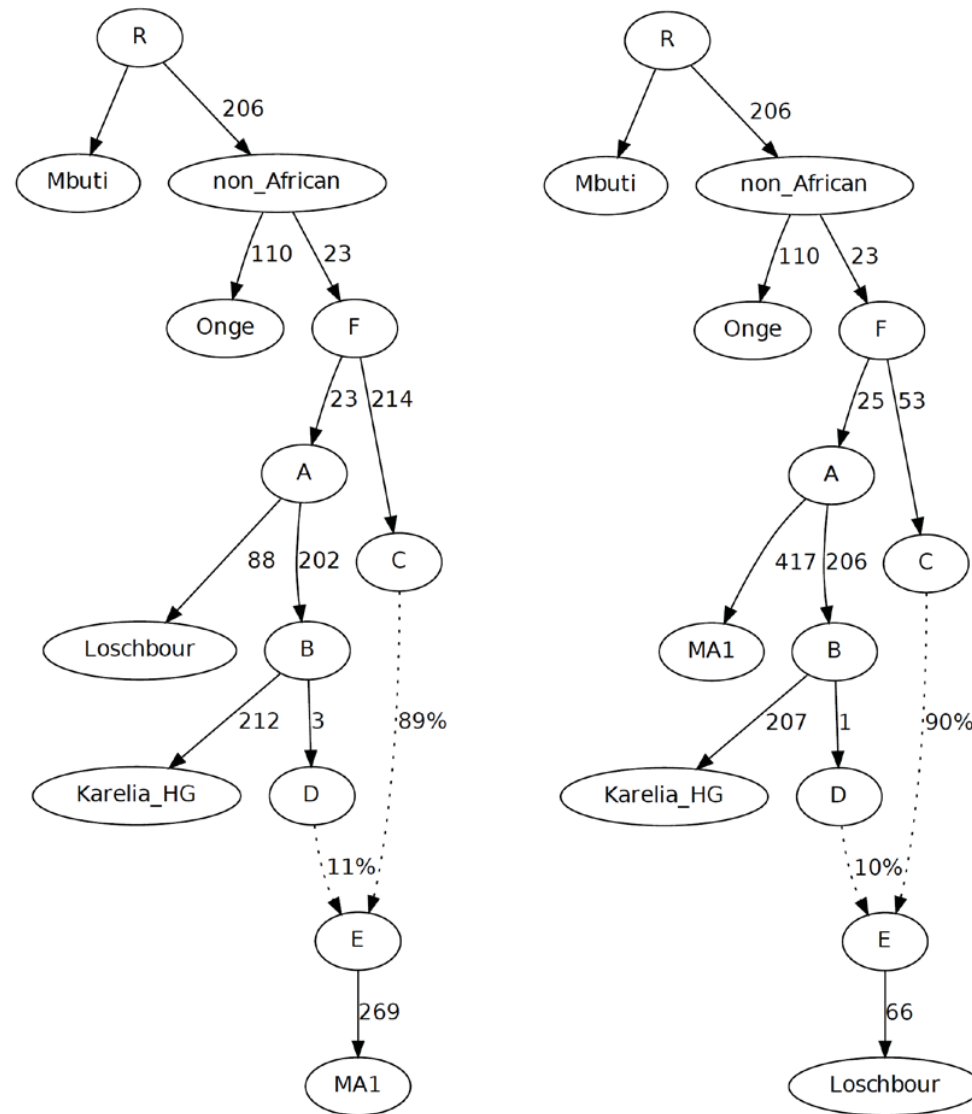 R
206
Mbuti
non_African
110
23
Onge
F
23
214
A
88
202
C
Loschbour
B
212
3
89%
Karelia_HG
D
11%
E
269
MA1
R
206
Mbuti
non_African
110
23
Onge
F
25
53
A
417
206
C
MA1
B
207
1
90%
Karelia_HG
D
10%
E
66
Loschbour